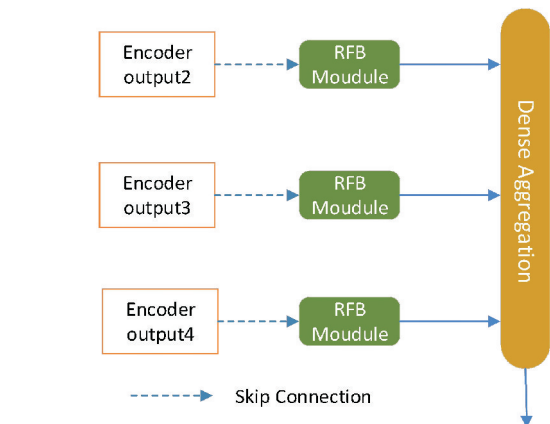 Encoder
output2
RFB
Moudule
Encoder
output3
RFB
Moudule
Encoder
output4
RFB
Moudule
Dense Aggregation
Skip Connection